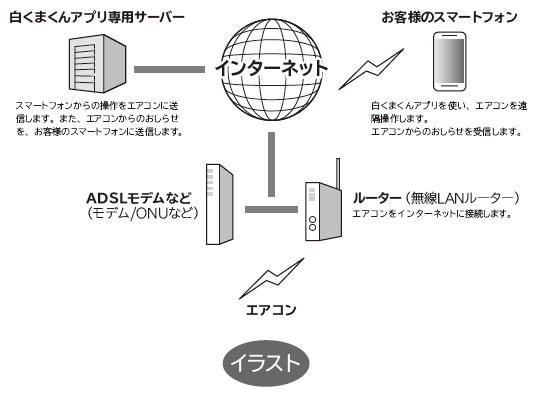 白くまくんアプリ専用サーバー
お客様のスマートフォン
インターネット
スマートフォンからの操作をエアコンに送
信します。また、エアコンからのおしらせ
を、お客様のスマートフォンに送信します。
白くまくんアプリを使い、エアコンを遠
隔操作します。
エアコンからのおしらせを受信します。
ADSLモデムなど
（モデム/ONUなど）
ルーター（無線LANルーター）
エアコンをインターネットに接続します。
エアコン
イラスト